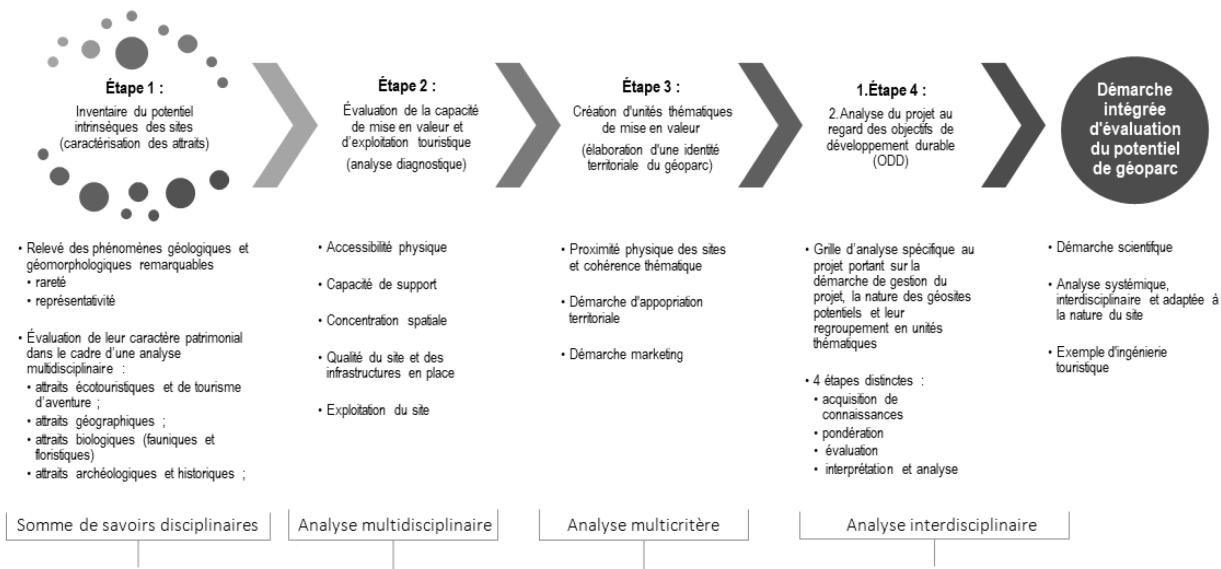 Étape 1 :
Inventaire du potentiel
intrinsèques des sites
(caractérisation des attraits)
Étape 2 :
Évaluation de la capacité
de mise en valeur et
d'exploitation touristique
(analyse diagnostique)
Étape 3 :
Création d'unités thématiques
de mise en valeur
(élaboration d'une identité
territoriale du géoparc)
1.Étape 4 :
2.Analyse du projet au
regard des objectifs de
développement durable
(ODD)
Démarche
intégrée
d'évaluation
du potentiel
de géoparc
• Relevé des phénomènes géologiques et
géomorphologiques remarquables
• rareté
• représentativité
• Évaluation de leur caractère patrimonial
dans le cadre d'une analyse
multidisciplinaire :
• attraits écotouristiques et de tourisme
d'aventure ;
• attraits géographiques ;
• attraits biologiques (fauniques et
floristiques)
• attraits archéologiques et historiques ;
• Accessibilité physique
• Capacité de support
• Concentration spatiale
• Qualité du site et des
infrastructures en place
• Exploitation du site
• Proximité physique des sites
et cohérence thématique
• Démarche d'appopriation
territoriale
• Démarche marketing
• Grille d'analyse spécifique au
projet portant sur la
démarche de gestion du
projet, la nature des géosites
potentiels et leur
regroupement en unités
thématiques
• 4 étapes distinctes :
• acquisition de
connaissances
• pondération
• évaluation
• interprétation et analyse
• Démarche scientifque
• Analyse systémique,
interdisciplinaire et adaptée à
la nature du site
• Exemple d'ingénierie
touristique
Somme de savoirs disciplinaires
Analyse multidisciplinaire
Analyse multicritère
Analyse interdisciplinaire